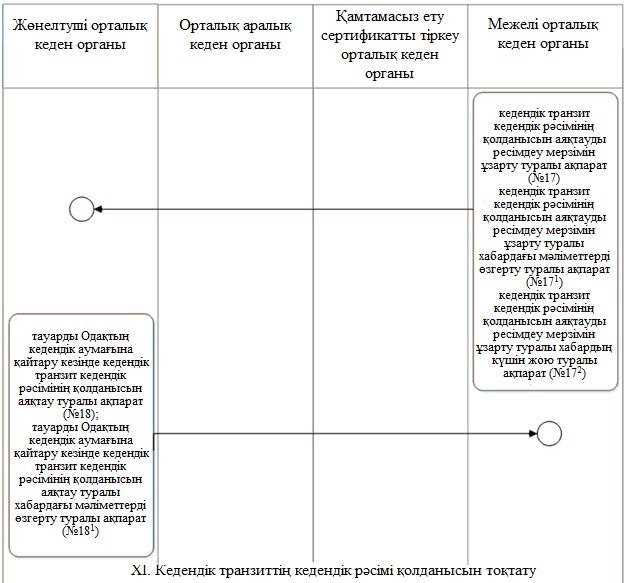 Жөнелтуші орталық
кеден органы
Орталық аралық
кеден органы
Қамтамасыз ету
сертификатты тіркеу
орталық кеден
органы
Межелі орталық
кеден органы
кедендік транзит
кедендік рәсімінің
қолданысын аяқтауды
ресімдеу мерзімін
ұзарту туралы ақпарат
(№17)
кедендік транзит
кедендік рәсімінің
қолданысын аяқтауды
ресімдеу мерзімін
ұзарту туралы
хабардағы мәліметтерді
өзгерту туралы ақпарат
(№17¹)
кедендік транзит
кедендік рәсімінің
қолданысын аяқтауды
ресімдеу мерзімін
ұзарту туралы хабардың
күшін жою туралы
ақпарат (№17²)
тауарды Одақтың
кедендік аумағына
қайтару кезінде кедендік
транзит кедендік
рәсімінің қолданысын
аяқтау туралы ақпарат
(№18);
тауарды Одақтың
кедендік аумағына
қайтару кезінде кедендік
транзит кедендік
рәсімінің қолданысын
аяқтау туралы
хабардағы мәліметтерді
өзгерту туралы ақпарат
(№18¹)
XI. Кедендік транзиттің кедендік рәсімі қолданысын тоқтату